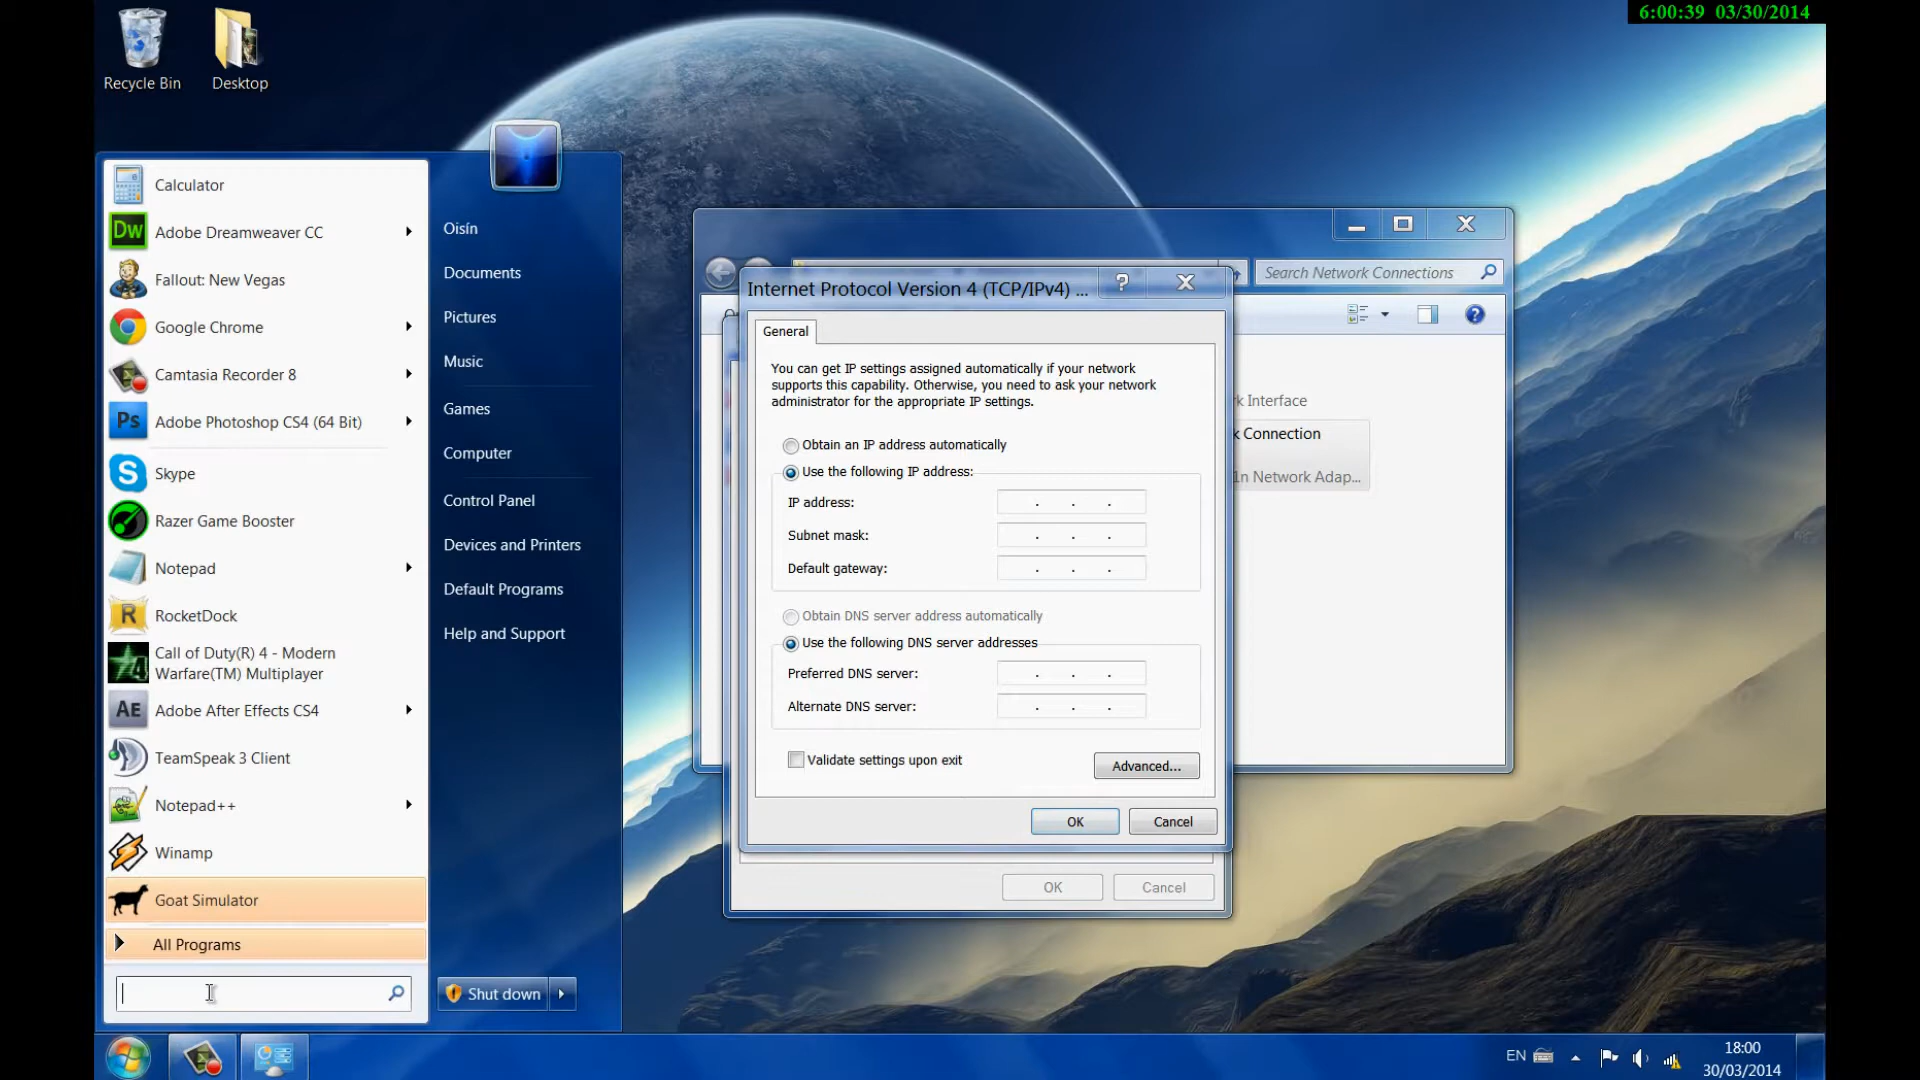 6:00:39 03/30/2014
Recycle Bin
Desktop
Calculator
Dw
Adobe Dreamweaver CC
Fallout: New Vegas
Google Chrome
Camtasia Recorder 8
Ps
Adobe Photoshop CS4 (64 Bit)
Skype
Razer Game Booster
Notepad
RocketDock
Call of Duty(R) 4 - Modern
Warfare(TM) Multiplayer
AE
Adobe After Effects CS4
TeamSpeak 3 Client
Notepad++
Winamp
Goat Simulator
All Programs
Oisín
Documents
Pictures
Music
Games
Computer
Control Panel
Devices and Printers
Default Programs
Help and Support
Shut down
Search Network Connections
Internet Protocol Version 4 (TCP/IPv4) ...
General
You can get IP settings assigned automatically if your network
supports this capability. Otherwise, you need to ask your network
administrator for the appropriate IP settings.
Obtain an IP address automatically
Use the following IP address:
IP address:
Subnet mask:
Default gateway:
Obtain DNS server address automatically
Use the following DNS server addresses
Preferred DNS server:
Alternate DNS server:
Validate settings upon exit
Advanced...
OK
Cancel
OK
Cancel
k Interface
k Connection
1n Network Adap...
EN
18:00
30/03/2014